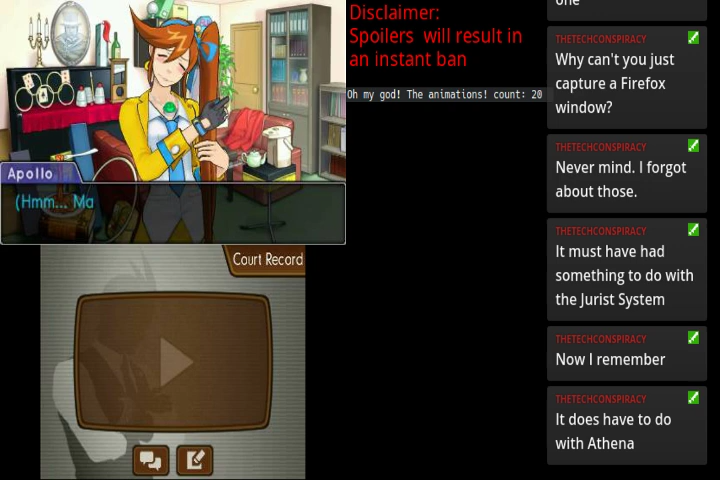 Disclaimer:
Spoilers will result in
an instant ban
Oh my god! The animations! count: 20
Apollo
(Hmm... Ma
Court Record
one
THETECHCONSPIRACY
Why can't you just
capture a Firefox
window?
THETECHCONSPIRACY
Never mind. I forgot
about those.
THETECHCONSPIRACY
It must have had
something to do with
the Jurist System
THETECHCONSPIRACY
Now I remember
THETECHCONSPIRACY
It does have to do
with Athena